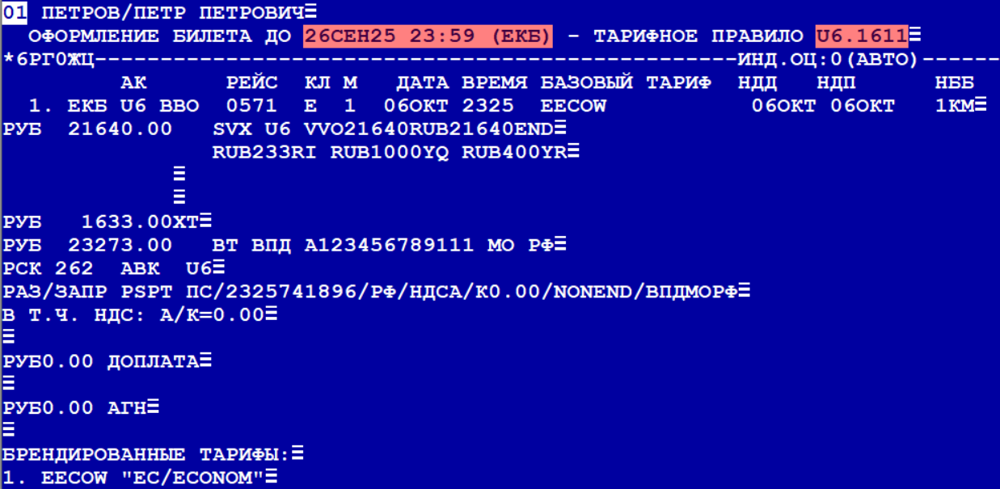 01 ПЕТРОВ/ПЕТР ПЕТРОВИЧ≡
ОФОРМЛЕНИЕ БИЛЕТА ДО 26СЕН25 23:59 (ЕКБ) - ТАРИФНОЕ ПРАВИЛО U6.1611≡
*6РГ0ЖЦ-------------------------------------------------ИНД.ОЦ:0(АВТО)------
АК РЕЙС КЛ М ДАТА ВРЕМЯ БАЗОВЫЙ ТАРИФ НДД НДП НББ
1. ЕКБ U6 ВВО 0571 Е 1 06ОКТ 2325 EECOW 06ОКТ 06ОКТ 1КМ≡
РУБ 21640.00 SVX U6 VVO21640RUB21640END≡
RUB233RI RUB1000YQ RUB400YR≡
≡
≡
РУБ 1633.00XT≡
РУБ 23273.00 ВТ ВПД А123456789111 МО РФ≡
РСК 262 АВК U6≡
РАЗ/ЗАПР PSPT ПС/2325741896/РФ/НДСА/К0.00/NONEND/ВПДМОРФ≡
В Т.Ч. НДС: А/К=0.00≡
≡
РУБ0.00 ДОПЛАТА≡
≡
РУБ0.00 АГН≡
≡
БРЕНДИРОВАННЫЕ ТАРИФЫ:≡
1. EECOW "EC/ECONOM"≡